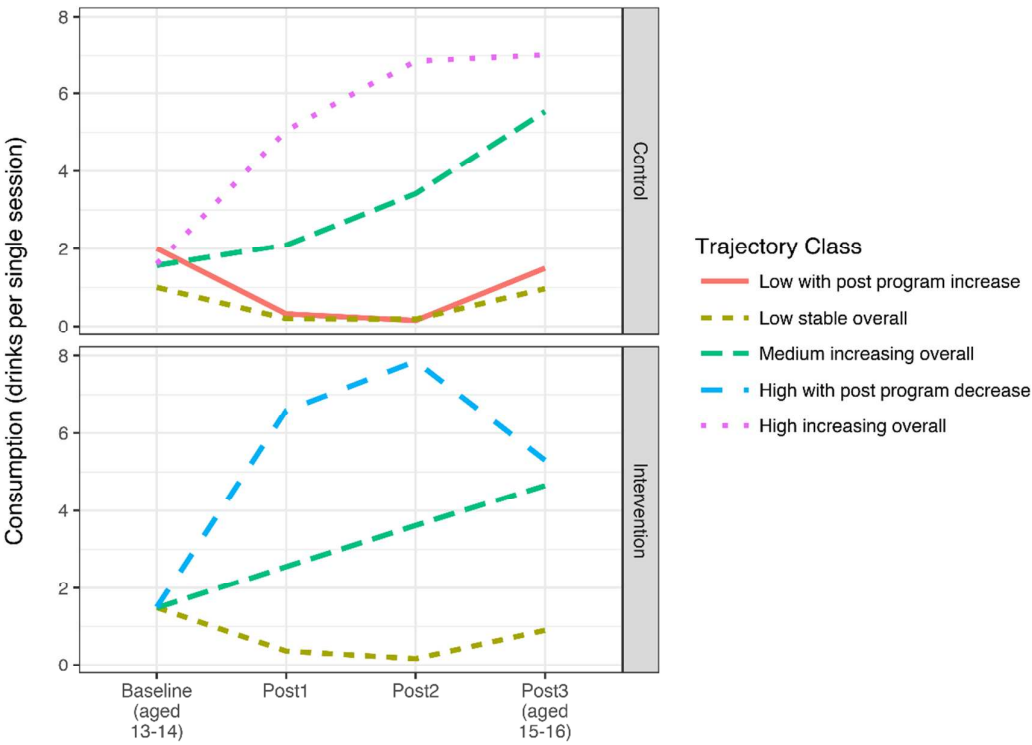 Consumption (drinks per single session)
8
6
4
2
0
Control
8
6
4
2
0
Intervention
Baseline
(aged
13-14)
Post1
Post2
Post3
(aged
15-16)
Trajectory Class
Low with post program increase
Low stable overall
Medium increasing overall
High with post program decrease
High increasing overall